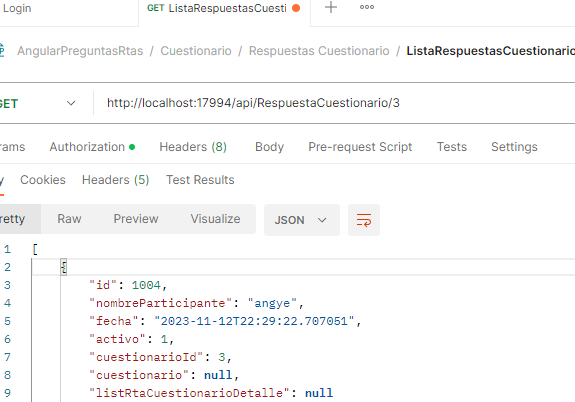 Login GET ListaRespuestasCuesti
AngularPreguntasRtas / Cuestionario / Respuestas Cuestionario / ListaRespuestasCuestionario
GET http://localhost:17994/api/RespuestaCuestionario/3
rams Authorization Headers (8) Body Pre-request Script Tests Settings
y Cookies Headers (5) Test Results
retty Raw Preview Visualize JSON
1 [
2 {
3 "id": 1004,
4 "nombreParticipante": "angye",
5 "fecha": "2023-11-12T22:29:22.707051",
6 "activo": 1,
7 "cuestionarioId": 3,
8 "cuestionario": null,
9 "listRtaCuestionarioDetalle": null